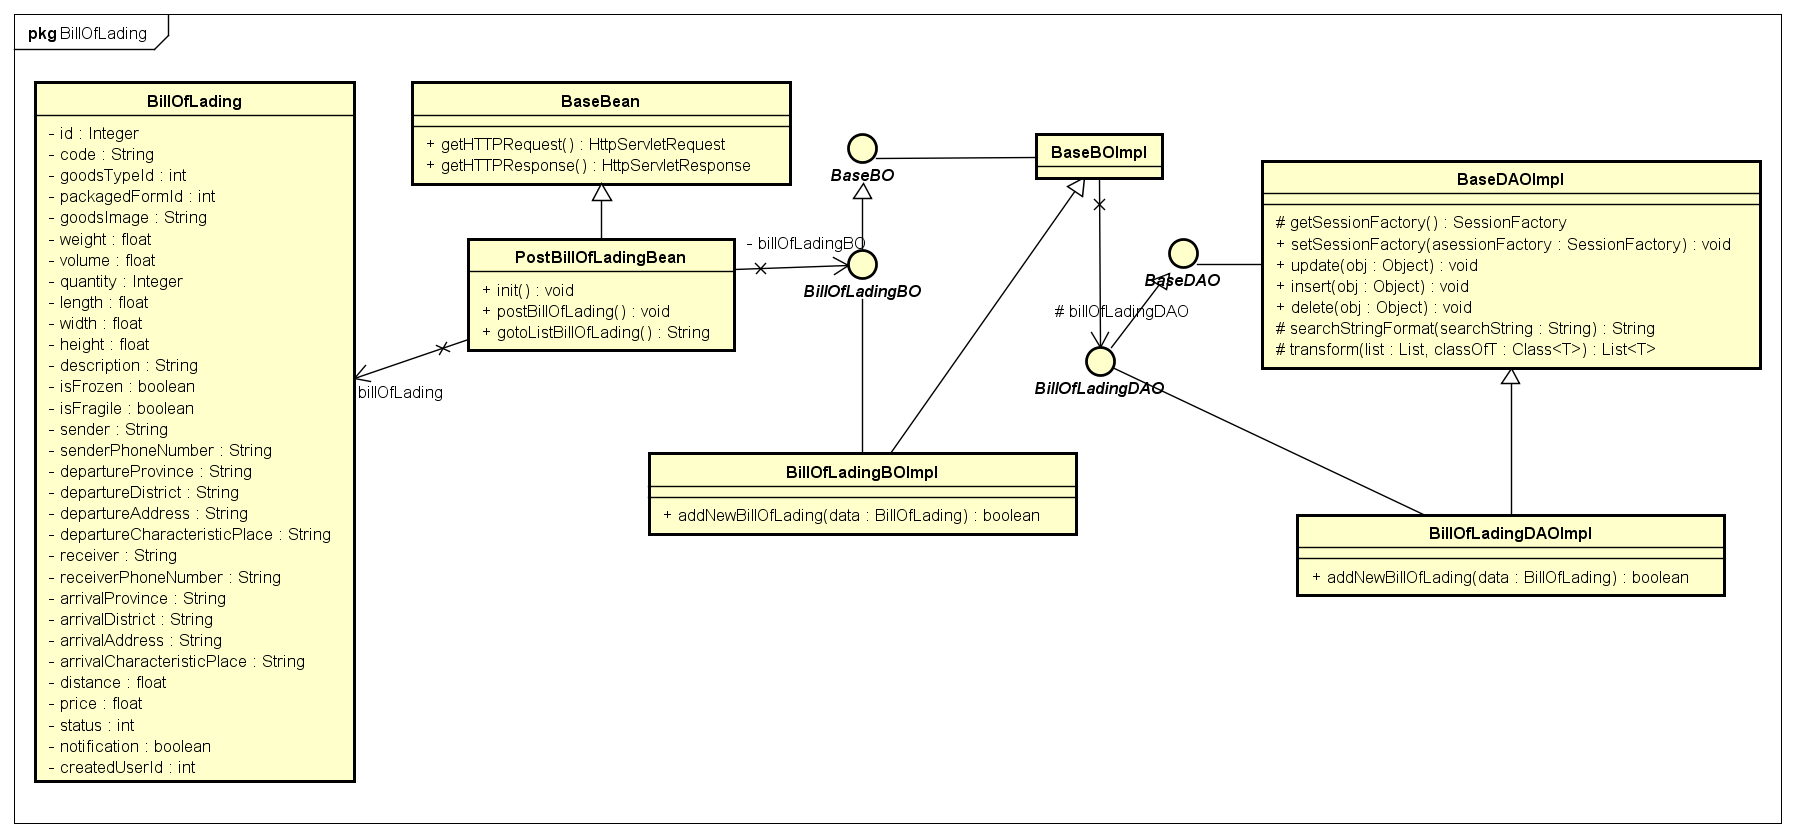 pkg BillOfLading
BillOfLading
- id : Integer
- code : String
- goodsTypeId : int
- packagedFormId : int
- goodsImage : String
- weight : float
- volume : float
- quantity : Integer
- length : float
- width : float
- height : float
- description : String
- isFrozen : boolean
- isFragile : boolean
- sender : String
- senderPhoneNumber : String
- departureProvince : String
- departureDistrict : String
- departureAddress : String
- departureCharacteristicPlace : String
- receiver : String
- receiverPhoneNumber : String
- arrivalProvince : String
- arrivalDistrict : String
- arrivalAddress : String
- arrivalCharacteristicPlace : String
- distance : float
- price : float
- status : int
- notification : boolean
- createdUserId : int
BaseBean
+ getHTTPRequest() : HttpServletRequest
+ getHTTPResponse() : HttpServletResponse
PostBillOfLadingBean
+ init() : void
+ postBillOfLading() : void
+ gotoListBillOfLading() : String
billOfLading
- billOfLadingBO
BaseBO
BillOfLadingBO
BaseBOImpl
BillOfLadingBOImpl
+ addNewBillOfLading(data : BillOfLading) : boolean
# billOfLadingDAO
BaseDAO
BillOfLadingDAO
BaseDAOImpl
# getSessionFactory() : SessionFactory
+ setSessionFactory(asessionFactory : SessionFactory) : void
+ update(obj : Object) : void
+ insert(obj : Object) : void
+ delete(obj : Object) : void
# searchStringFormat(searchString : String) : String
# transform(list : List, classOfT : Class<T>) : List<T>
BillOfLadingDAOImpl
+ addNewBillOfLading(data : BillOfLading) : boolean